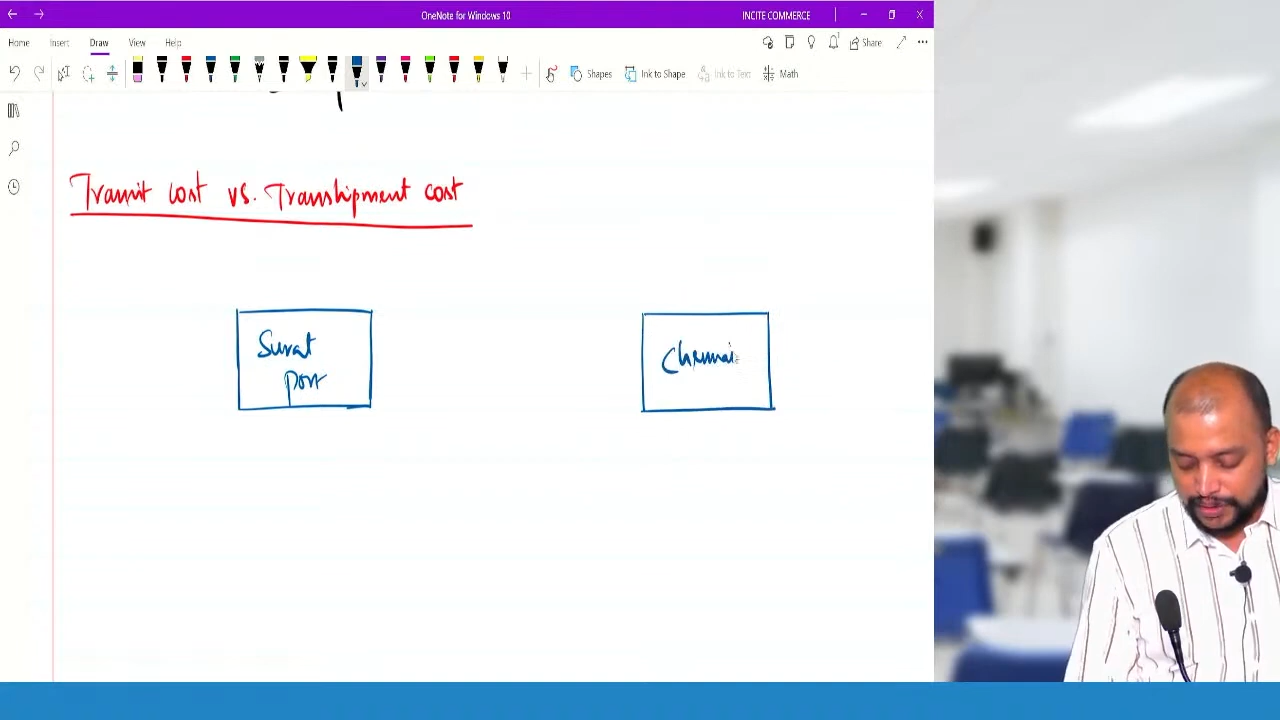 OneNote for Windows 10
INCITE COMMERCE
Home Insert Draw View Help
Share
Shapes Ink to Shape Ink to Text Math
Transit cost vs. Transhipment cost
Surat
port
Chennai